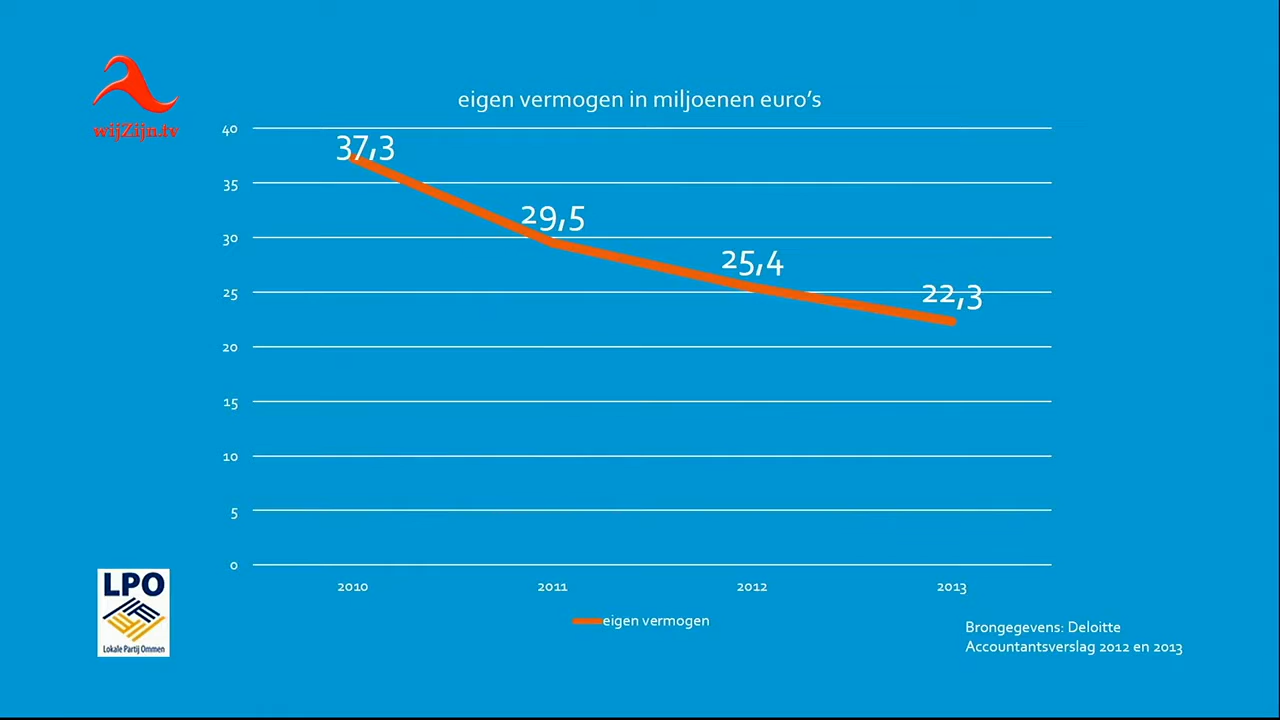 wijZijn.tv
eigen vermogen in miljoenen euro's
40
35
30
25
20
15
10
5
0
37,3
29,5
25,4
22,3
2010 2011 2012 2013
eigen vermogen
LPO
Lokale Partij Ommen
Brongegevens: Deloitte
Accountantsverslag 2012 en 2013